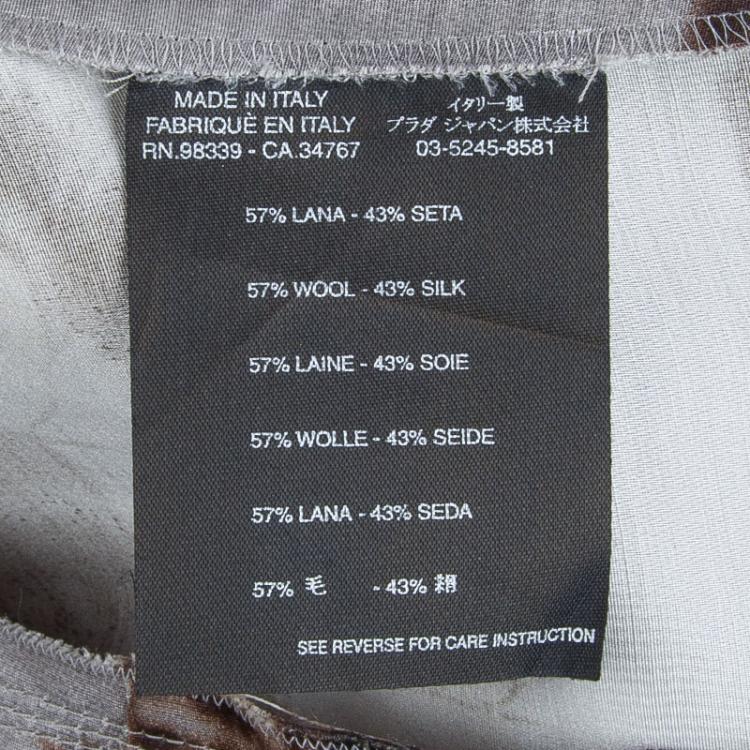 MADE IN ITALY
FABRIQUÈ EN ITALY
RN.98339 - CA.34767
イタリー製
プラダ ジャパン株式会社
03-5245-8581
57% LANA - 43% SETA
57% WOOL - 43% SILK
57% LAINE - 43% SOIE
57% WOLLE - 43% SEIDE
57% LANA - 43% SEDA
57% 毛 - 43% 絹
SEE REVERSE FOR CARE INSTRUCTION